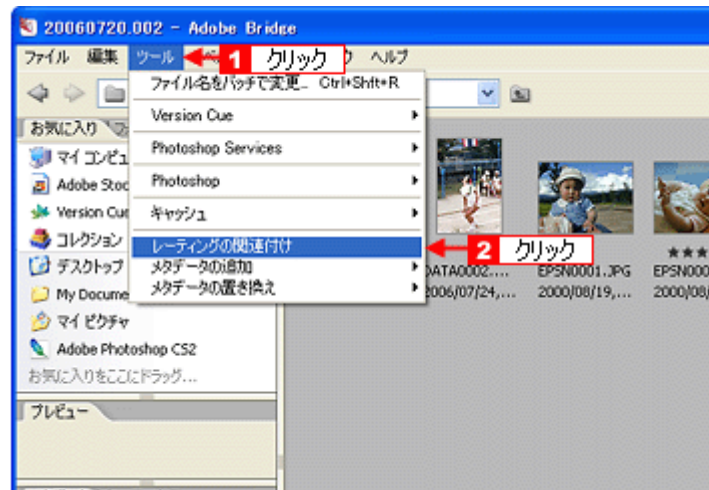 20060720.002 - Adobe Bridge
ファイル 編集 ツール ヘルプ
1 クリック
ファイル名をバッチで変更... Ctrl+Shft+R
Version Cue
Photoshop Services
Photoshop
キャッシュ
レーティングの関連付け
2 クリック
メタデータの追加
メタデータの置き換え
お気に入り
マイ コンピュ
Adobe Stoc
Version Cue
コレクション
デスクトップ
My Docume
マイ ピクチャ
Adobe Photoshop CS2
お気に入りをここにドラッグ...
プレビュー
★★★
DATA0002.... EPSN0001.JPG EPSN000
2006/07/24,... 2000/08/19,... 2000/08/